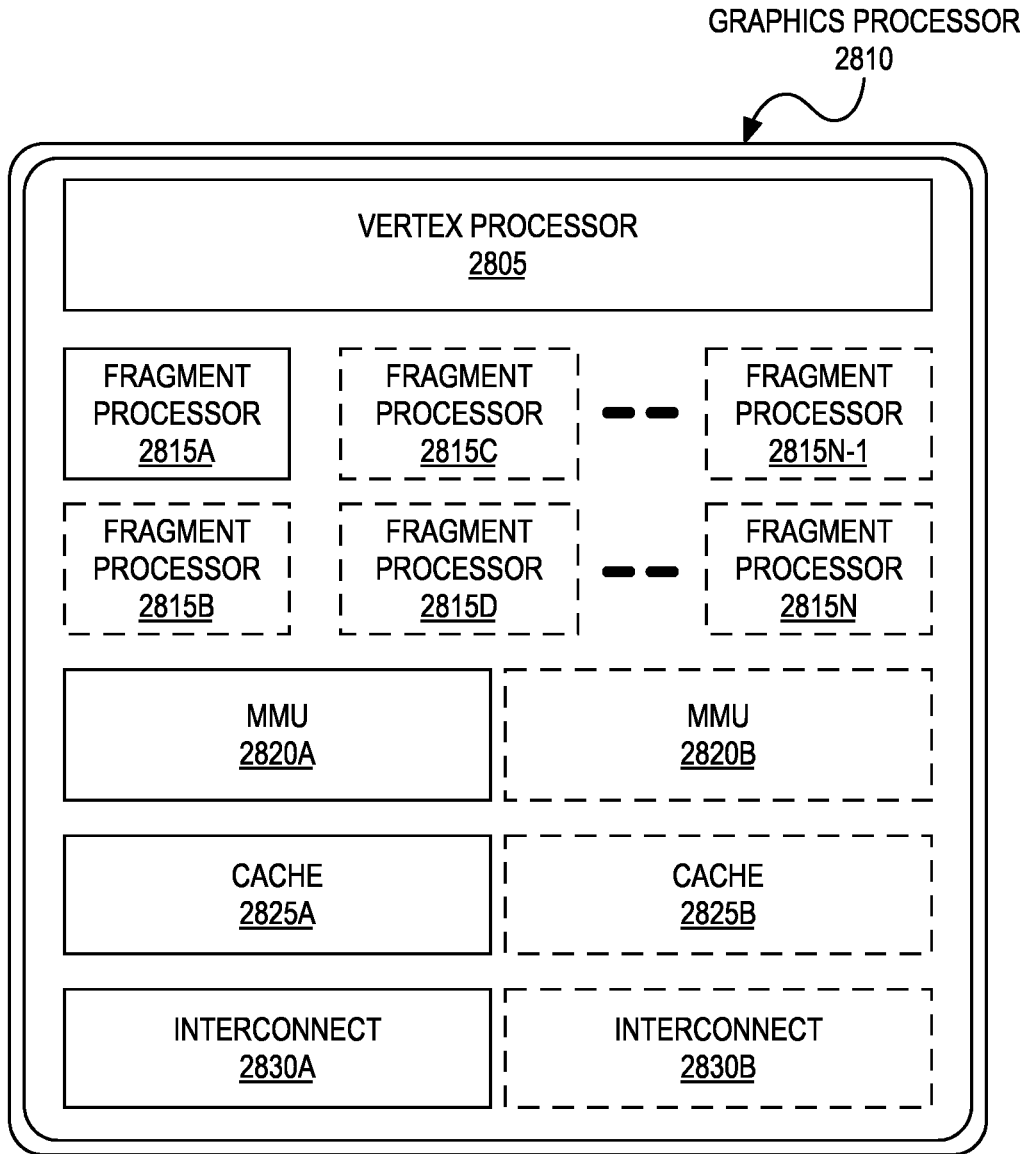 GRAPHICS PROCESSOR
2810
VERTEX PROCESSOR
2805
FRAGMENT
PROCESSOR
2815A
FRAGMENT
PROCESSOR
2815C
FRAGMENT
PROCESSOR
2815N-1
FRAGMENT
PROCESSOR
2815B
FRAGMENT
PROCESSOR
2815D
FRAGMENT
PROCESSOR
2815N
MMU
2820A
MMU
2820B
CACHE
2825A
CACHE
2825B
INTERCONNECT
2830A
INTERCONNECT
2830B